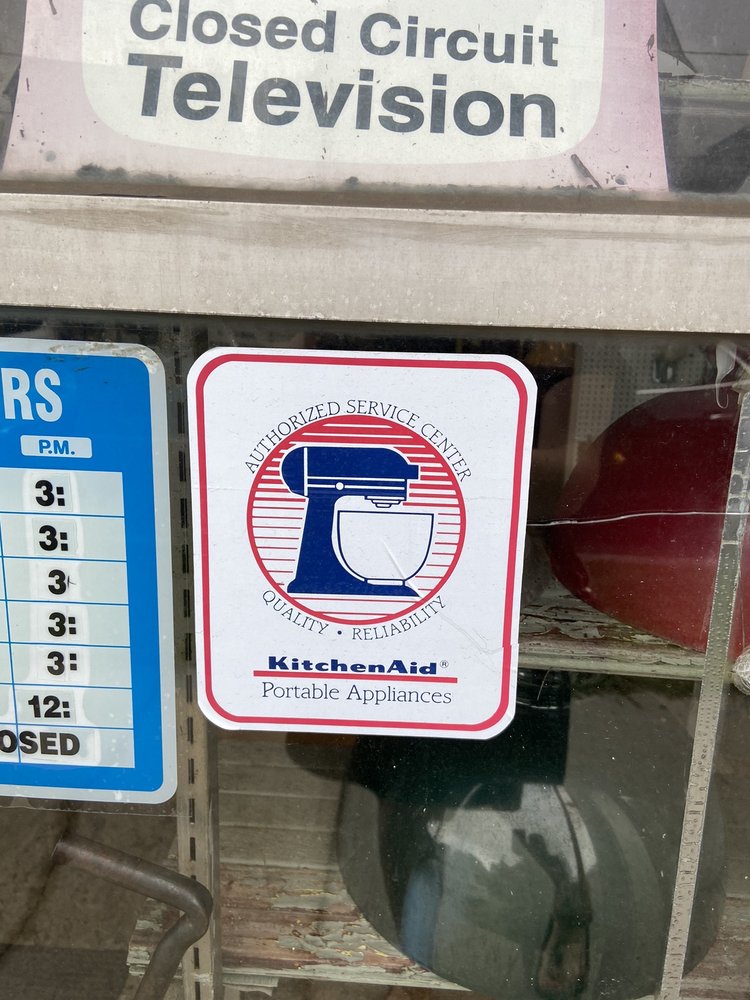 Closed Circuit
Television
RS
P.M.
3:
3:
3
3:
3:
12:
OSED
AUTHORIZED SERVICE CENTER
QUALITY • RELIABILITY
KitchenAid®
Portable Appliances